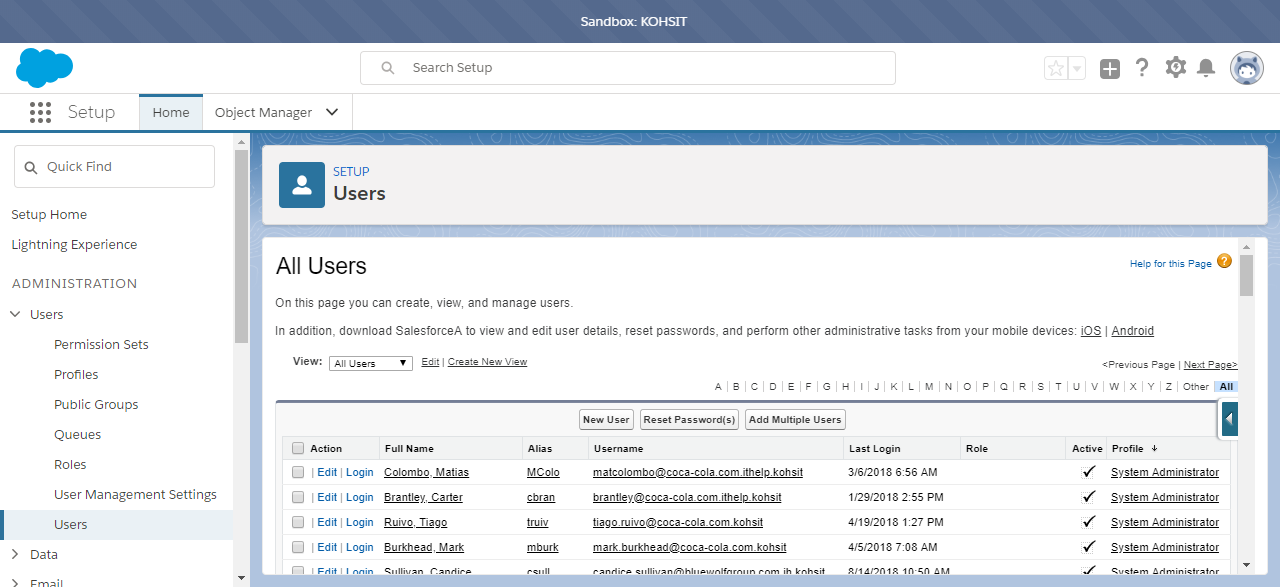 Sandbox: KOHSIT
Search Setup
Setup Home Object Manager
Quick Find
Setup Home
Lightning Experience
ADMINISTRATION
Users
Permission Sets
Profiles
Public Groups
Queues
Roles
User Management Settings
Users
Data
Email
SETUP
Users
All Users
Help for this Page ?
On this page you can create, view, and manage users.
In addition, download SalesforceA to view and edit user details, reset passwords, and perform other administrative tasks from your mobile devices: iOS | Android
View: All Users Edit | Create New View
<Previous Page | Next Page>
A | B | C | D | E | F | G | H | I | J | K | L | M | N | O | P | Q | R | S | T | U | V | W | X | Y | Z | Other | All
New User Reset Password(s) Add Multiple Users
Action Full Name Alias Username Last Login Role Active Profile
| Edit | Login Colombo, Matias MColo matcolombo@coca-cola.com.ithelp.kohsit 3/6/2018 6:56 AM System Administrator
| Edit | Login Brantley, Carter cbran brantley@coca-cola.com.ithelp.kohsit 1/29/2018 2:55 PM System Administrator
| Edit | Login Ruivo, Tiago truiv tiago.ruivo@coca-cola.com.kohsit 4/19/2018 1:27 PM System Administrator
| Edit | Login Burkhead, Mark mburk mark.burkhead@coca-cola.com.kohsit 4/5/2018 7:08 AM System Administrator
| Edit | Login Sullivan, Candice csull candice.sullivan@bluewolfgroup.com.ih.kohsit 8/14/2018 10:50 AM System Administrator